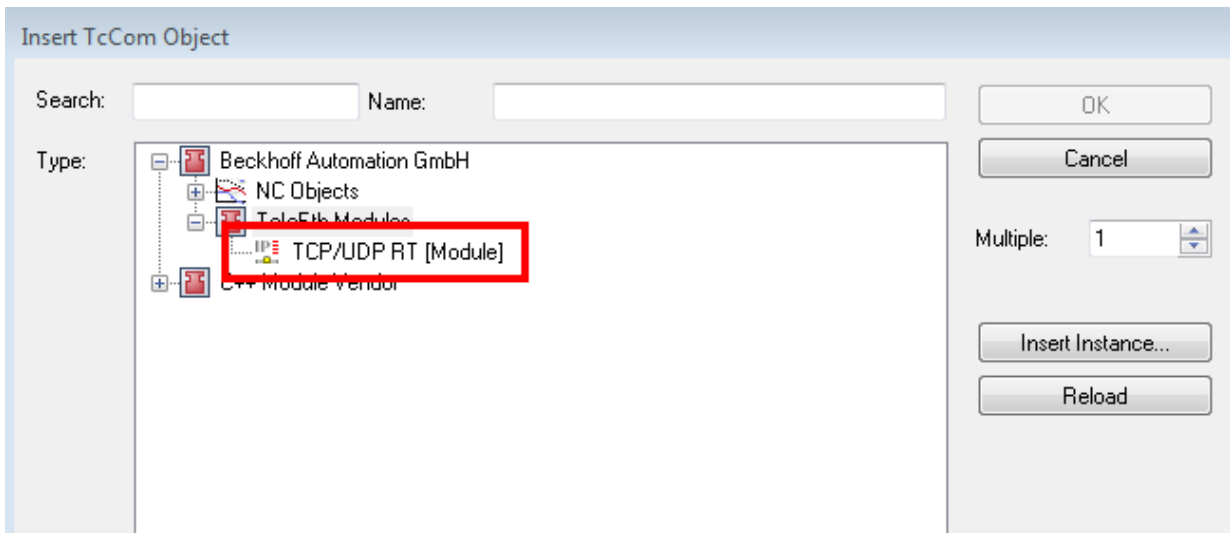 Insert TcCom Object
Search: Name: OK
Type: Beckhoff Automation GmbH Cancel
NC Objects
TcIoEth Modules
TCP/UDP RT [Module] Multiple: 1
C++ Module Vendor
Insert Instance...
Reload